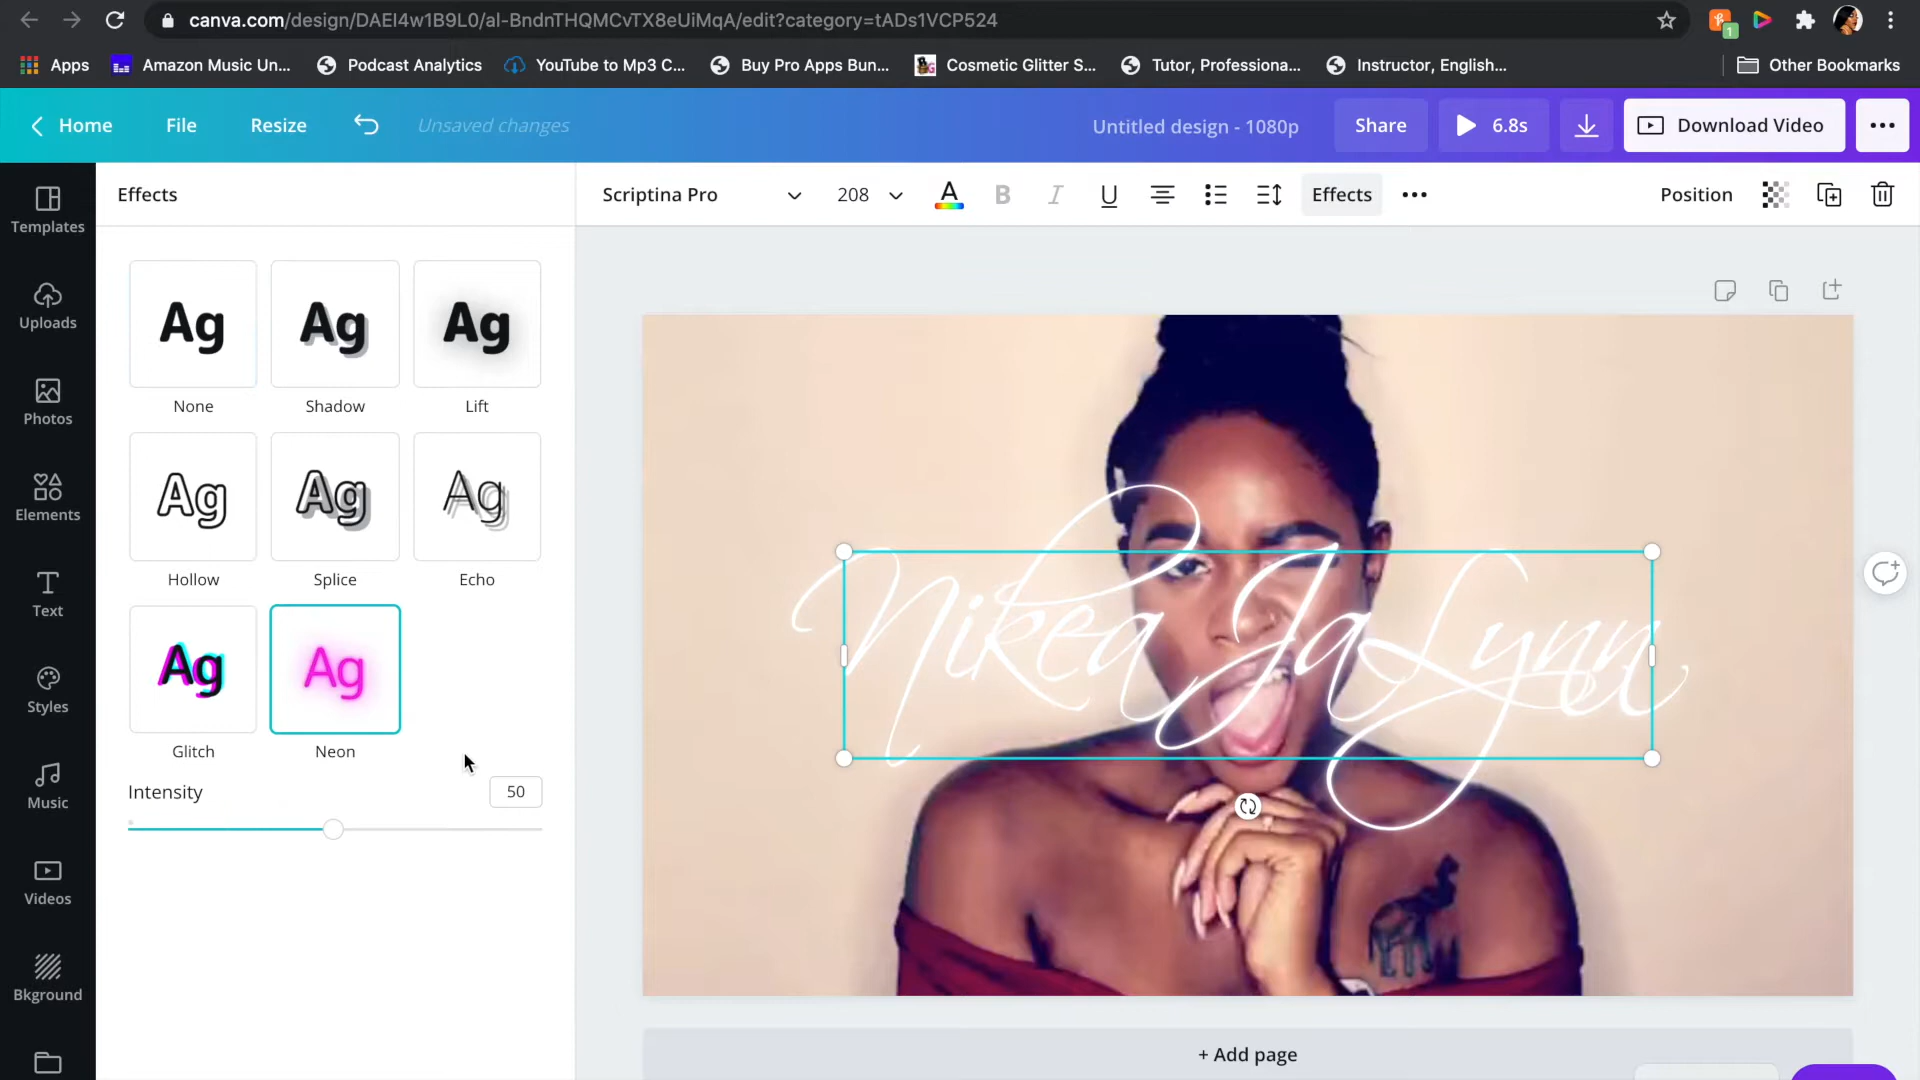 canva.com/design/DAEI4w1B9L0/al-BndnTHQMCvTX8eUiMqA/edit?category=tADs1VCP524
1
Apps
Amazon Music Un...
Podcast Analytics
YouTube to Mp3 C...
Buy Pro Apps Bun...
Cosmetic Glitter S...
Tutor, Professiona...
Instructor, English...
Other Bookmarks
Home
File
Resize
Unsaved changes
Untitled design - 1080p
Share
6.8s
Download Video
Templates
Uploads
Photos
Elements
Text
Styles
Music
Videos
Bkground
Effects
Ag
None
Ag
Shadow
Ag
Lift
Ag
Hollow
Ag
Splice
Ag
Echo
Ag
Glitch
Ag
Neon
Intensity
50
Scriptina Pro
208
A
B
I
U
Effects
Position
Nikea JaLynn
+ Add page